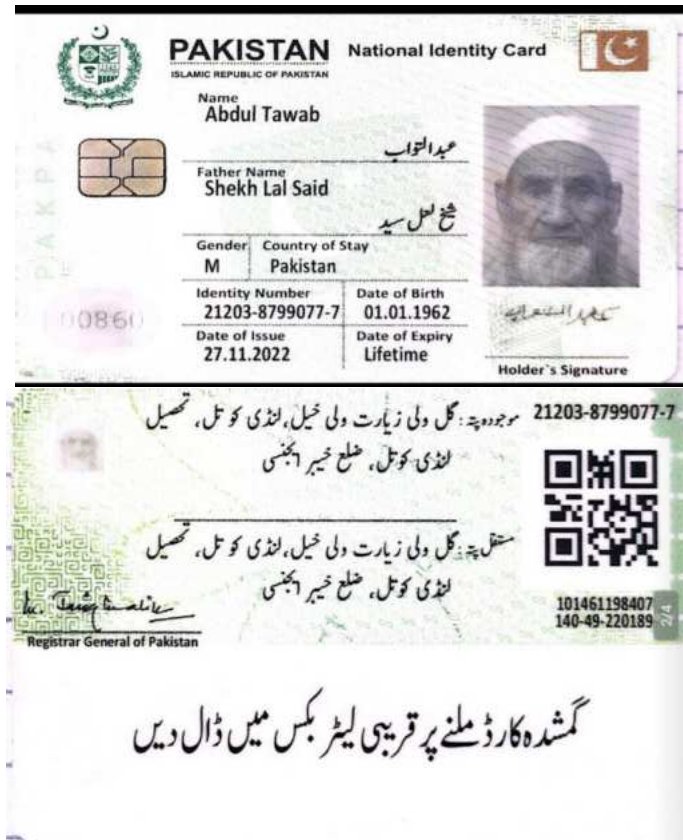 PAKISTAN National Identity Card
ISLAMIC REPUBLIC OF PAKISTAN
Name
Abdul Tawab
عبدالتواب
Father Name
Shekh Lal Said
شیخ لعل سید
Gender Country of Stay
M Pakistan
Identity Number Date of Birth
21203-8799077-7 01.01.1962
Date of Issue Date of Expiry
27.11.2022 Lifetime
Holder`s Signature
00860
موجودہ پتہ: گل ولی زیارت ولی خیل، لنڈی کوتل، تحصیل
21203-8799077-7
لنڈی کوتل، ضلع خیبر ایجنسی
مستقل پتہ: گل ولی زیارت ولی خیل، لنڈی کوتل، تحصیل
لنڈی کوتل، ضلع خیبر ایجنسی
101461198407
140-49-220189
2/4
Registrar General of Pakistan
گمشدہ کارڈ ملنے پر قریبی لیٹر بکس میں ڈال دیں